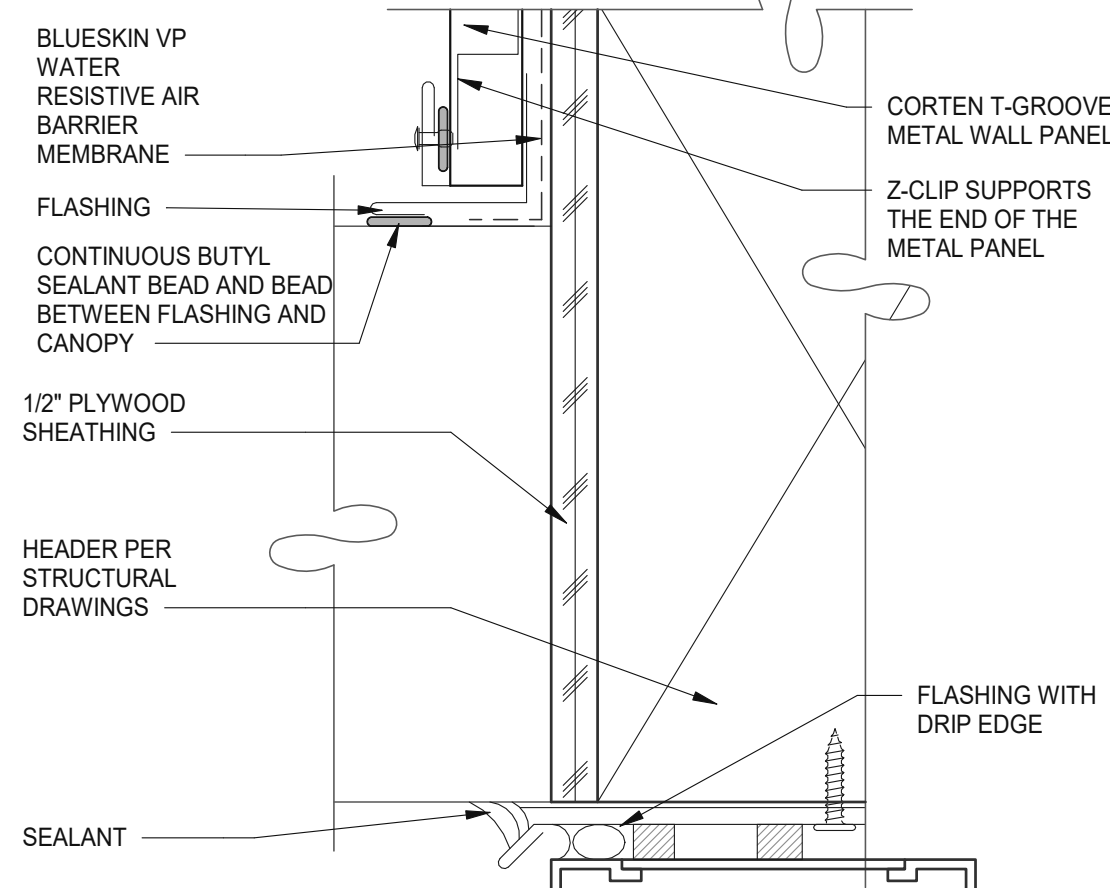 BLUESKIN VP
WATER
RESISTIVE AIR
BARRIER
MEMBRANE
FLASHING
CONTINUOUS BUTYL
SEALANT BEAD AND BEAD
BETWEEN FLASHING AND
CANOPY
1/2" PLYWOOD
SHEATHING
HEADER PER
STRUCTURAL
DRAWINGS
SEALANT
CORTEN T-GROOVE
METAL WALL PANEL
Z-CLIP SUPPORTS
THE END OF THE
METAL PANEL
FLASHING WITH
DRIP EDGE